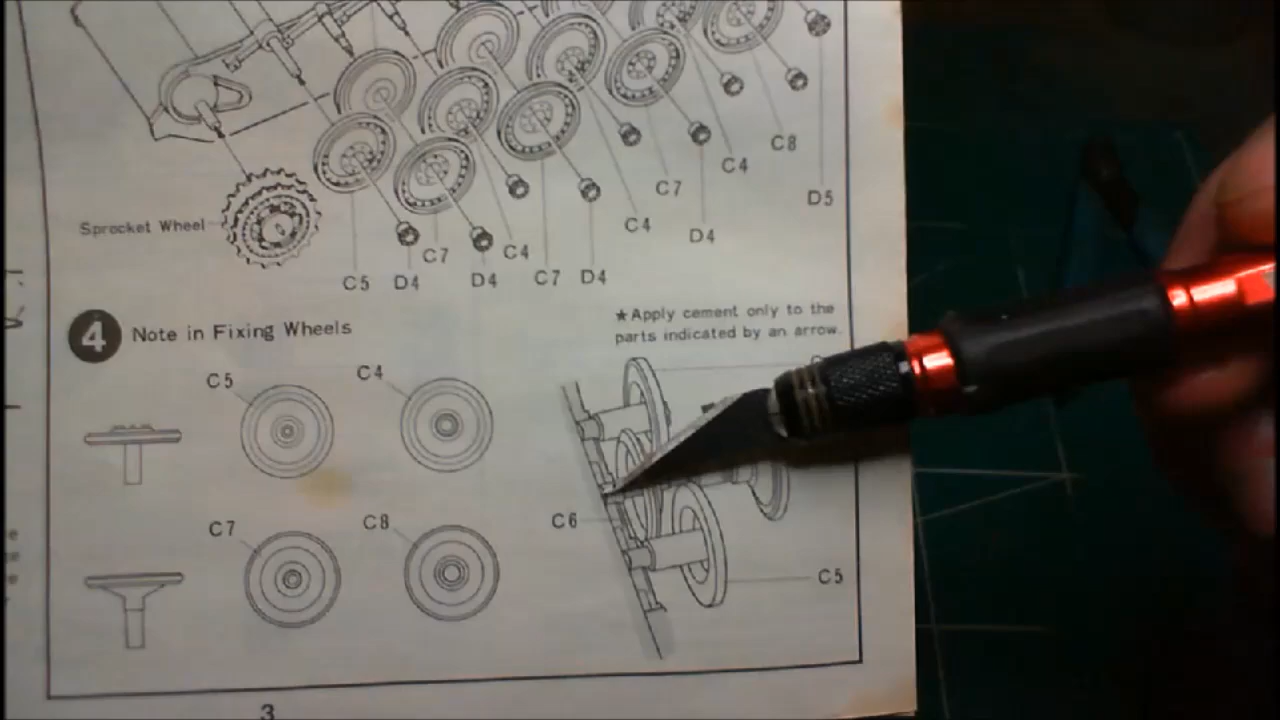 C8
C4
D5
C7
Sprocket Wheel
C4
D4
C7
C4
C5
D4
D4
C7
D4
4 Note in Fixing Wheels
★Apply cement only to the
parts indicated by an arrow.
C5
C4
C7
C8
C6
C5
3